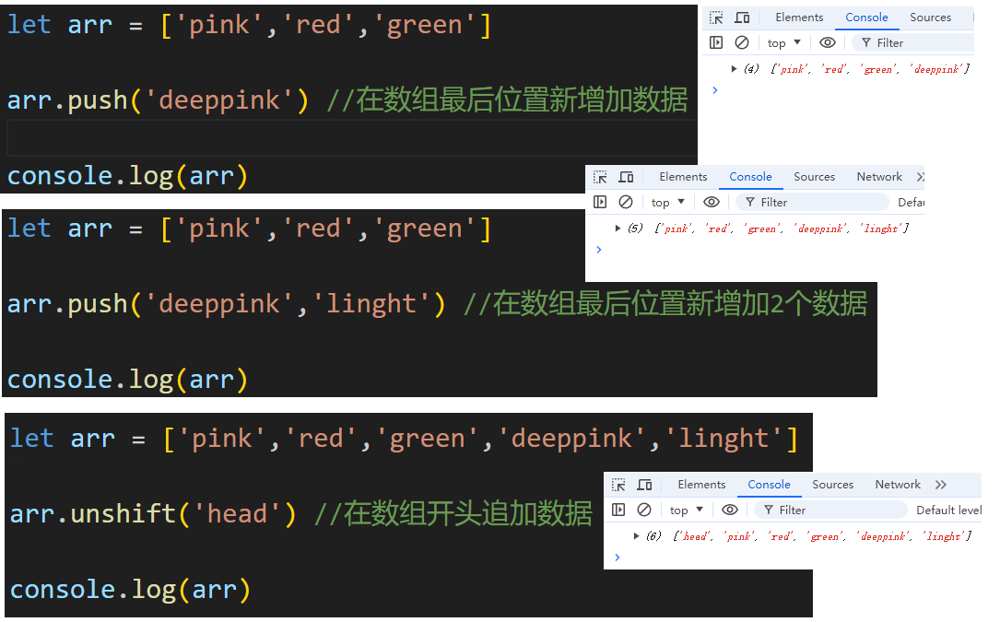 let arr = ['pink','red','green']
arr.push('deeppink') //在数组最后位置新增加数据
console.log(arr)
Elements Console Sources
top ▼ Filter
▶ (4) ['pink', 'red', 'green', 'deeppink']
>
let arr = ['pink','red','green']
arr.push('deeppink','linght') //在数组最后位置新增加2个数据
console.log(arr)
Elements Console Sources Network >>
top ▼ Filter Defau
▶ (5) ['pink', 'red', 'green', 'deeppink', 'linght']
>
let arr = ['pink','red','green','deeppink','linght']
arr.unshift('head') //在数组开头追加数据
console.log(arr)
Elements Console Sources Network >>
top ▼ Filter Default level
▶ (6) ['head', 'pink', 'red', 'green', 'deeppink', 'linght']
>